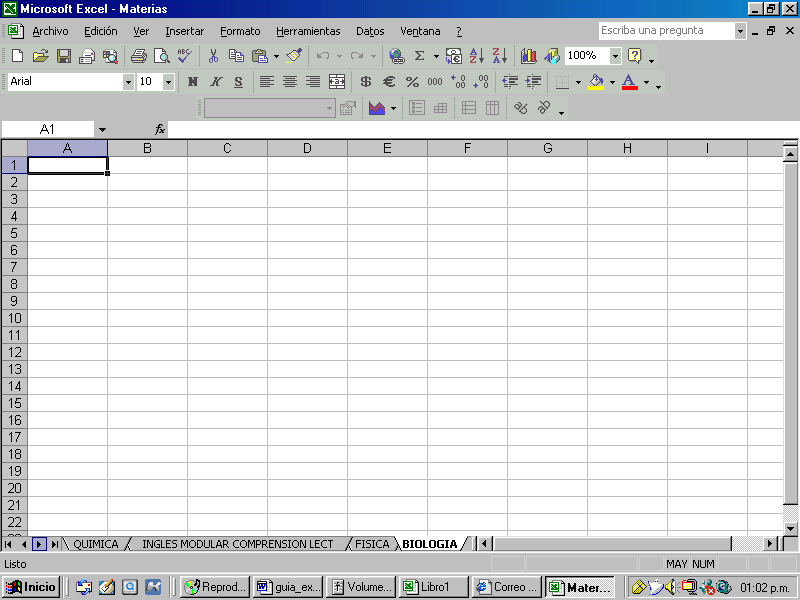 Microsoft Excel - Materias
Archivo Edición Ver Insertar Formato Herramientas Datos Ventana ? Escriba una pregunta
Σ A Z Z A 100% ?
Arial 10 N K S $ € % 000 A
A1 fx
A B C D E F G H I
1
2
3
4
5
6
7
8
9
10
11
12
13
14
15
16
17
18
19
20
21
22
QUIMICA INGLES MODULAR COMPRENSION LECT FISICA BIOLOGIA
Listo MAY NUM
Inicio Reprod... guia_ex... Volume... Libro1 Correo ... Mater... 01:02 p.m.